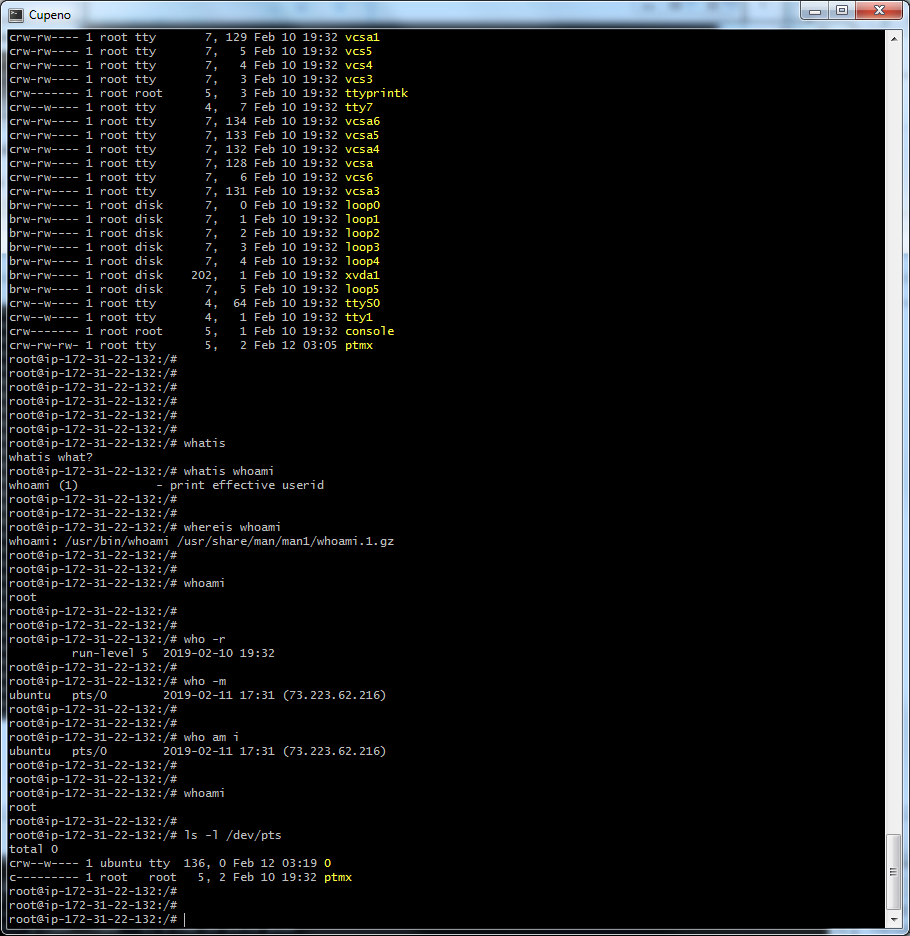 Cupeno
crw-rw---- 1 root tty       7, 129 Feb 10 19:32 vcsa1
crw-rw---- 1 root tty       7,   5 Feb 10 19:32 vcs5
crw-rw---- 1 root tty       7,   4 Feb 10 19:32 vcs4
crw-rw---- 1 root tty       7,   3 Feb 10 19:32 vcs3
crw------- 1 root root      5,   3 Feb 10 19:32 ttyprintk
crw--w---- 1 root tty       4,   7 Feb 10 19:32 tty7
crw-rw---- 1 root tty       7, 134 Feb 10 19:32 vcsa6
crw-rw---- 1 root tty       7, 133 Feb 10 19:32 vcsa5
crw-rw---- 1 root tty       7, 132 Feb 10 19:32 vcsa4
crw-rw---- 1 root tty       7, 128 Feb 10 19:32 vcsa
crw-rw---- 1 root tty       7,   6 Feb 10 19:32 vcs6
crw-rw---- 1 root tty       7, 131 Feb 10 19:32 vcsa3
brw-rw---- 1 root disk      7,   0 Feb 10 19:32 loop0
brw-rw---- 1 root disk      7,   1 Feb 10 19:32 loop1
brw-rw---- 1 root disk      7,   2 Feb 10 19:32 loop2
brw-rw---- 1 root disk      7,   3 Feb 10 19:32 loop3
brw-rw---- 1 root disk      7,   4 Feb 10 19:32 loop4
brw-rw---- 1 root disk    202,   1 Feb 10 19:32 xvda1
brw-rw---- 1 root disk      7,   5 Feb 10 19:32 loop5
crw--w---- 1 root tty       4,  64 Feb 10 19:32 ttyS0
crw--w---- 1 root tty       4,   1 Feb 10 19:32 tty1
crw------- 1 root root      5,   1 Feb 10 19:32 console
crw-rw-rw- 1 root tty       5,   2 Feb 12 03:05 ptmx
root@ip-172-31-22-132:/#
root@ip-172-31-22-132:/#
root@ip-172-31-22-132:/#
root@ip-172-31-22-132:/#
root@ip-172-31-22-132:/#
root@ip-172-31-22-132:/#
root@ip-172-31-22-132:/# whatis
whatis what?
root@ip-172-31-22-132:/# whatis whoami
whoami (1)           - print effective userid
root@ip-172-31-22-132:/#
root@ip-172-31-22-132:/#
root@ip-172-31-22-132:/# whereis whoami
whoami: /usr/bin/whoami /usr/share/man/man1/whoami.1.gz
root@ip-172-31-22-132:/#
root@ip-172-31-22-132:/#
root@ip-172-31-22-132:/# whoami
root
root@ip-172-31-22-132:/#
root@ip-172-31-22-132:/#
root@ip-172-31-22-132:/# who -r
         run-level 5  2019-02-10 19:32
root@ip-172-31-22-132:/#
root@ip-172-31-22-132:/# who -m
ubuntu   pts/0        2019-02-11 17:31 (73.223.62.216)
root@ip-172-31-22-132:/#
root@ip-172-31-22-132:/#
root@ip-172-31-22-132:/# who am i
ubuntu   pts/0        2019-02-11 17:31 (73.223.62.216)
root@ip-172-31-22-132:/#
root@ip-172-31-22-132:/#
root@ip-172-31-22-132:/# whoami
root
root@ip-172-31-22-132:/#
root@ip-172-31-22-132:/# ls -l /dev/pts
total 0
crw--w---- 1 ubuntu tty  136, 0 Feb 12 03:19 0
c--------- 1 root   root   5, 2 Feb 10 19:32 ptmx
root@ip-172-31-22-132:/#
root@ip-172-31-22-132:/#
root@ip-172-31-22-132:/#